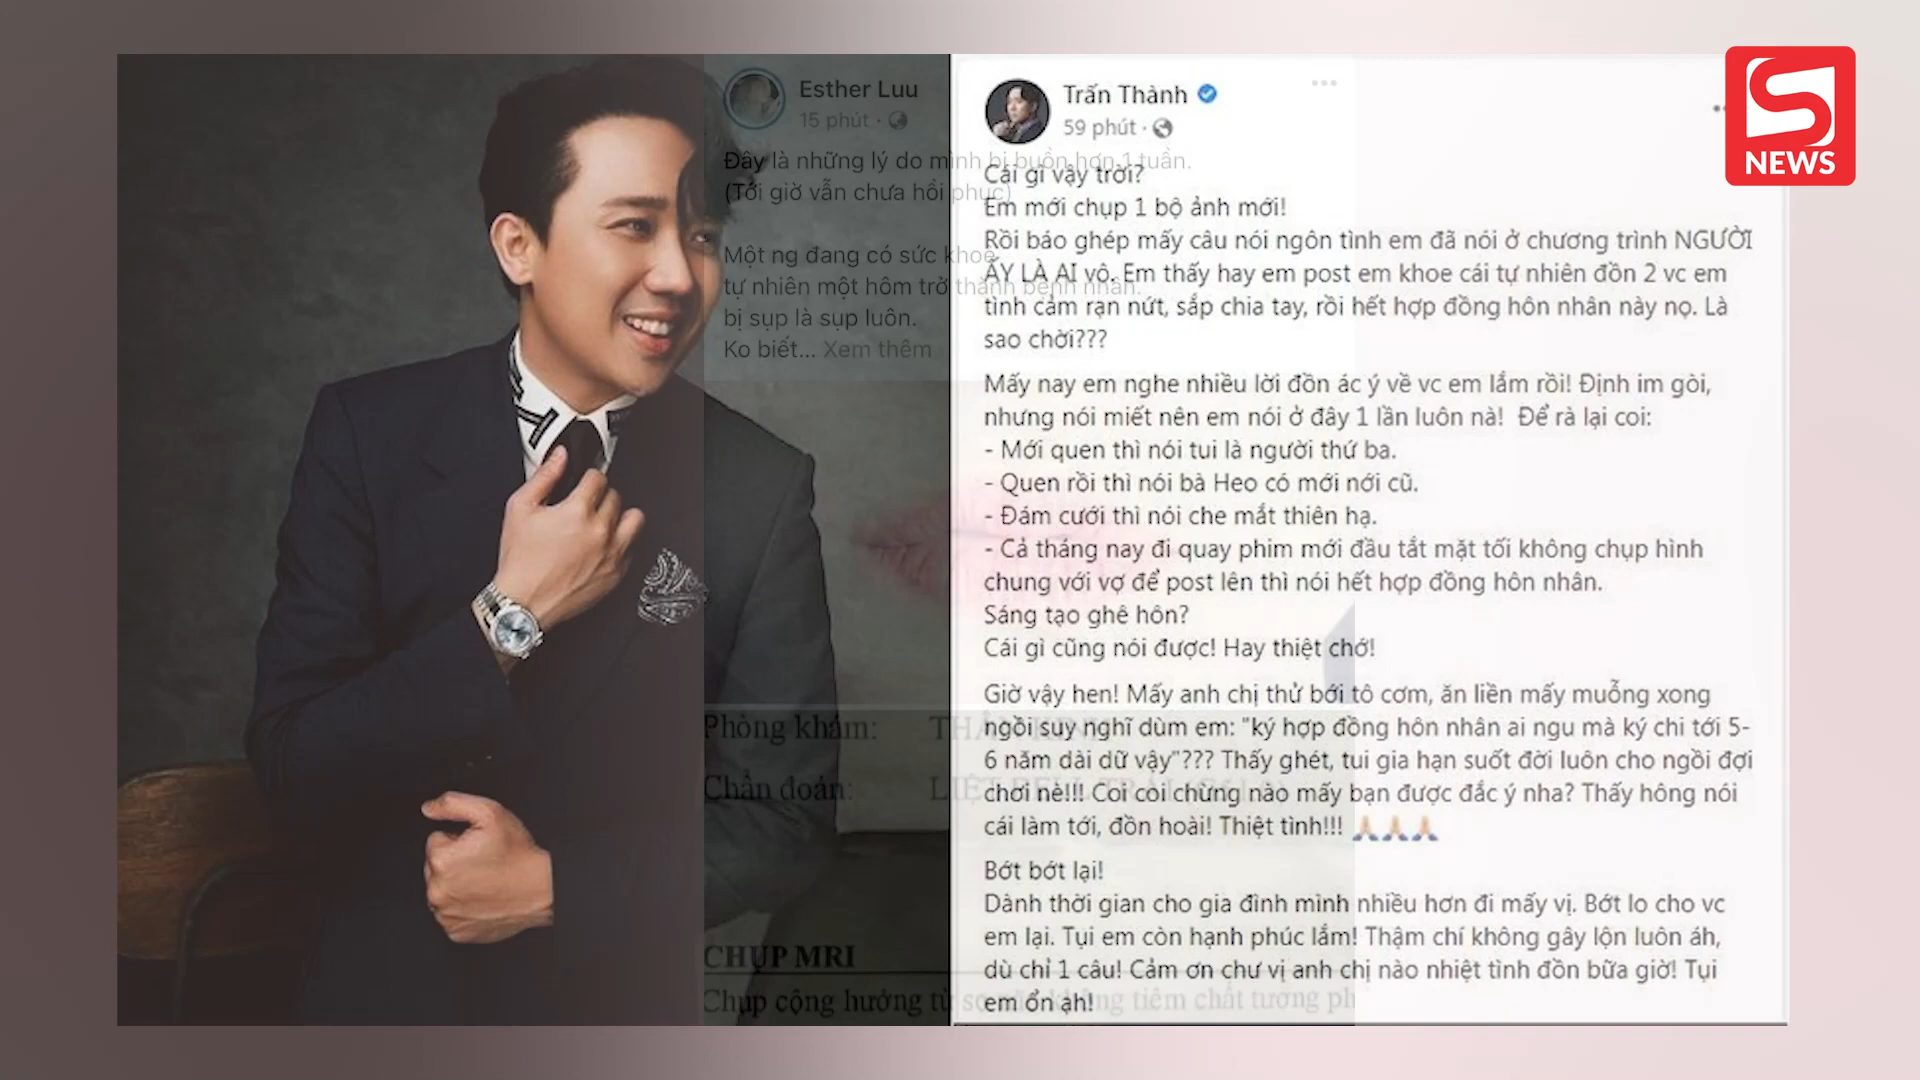 S
NEWS
Esther Luu
15 phút ·
Đây là những lý do mình bị buồn hơn 1 tuần.
(Tới giờ vẫn chưa hồi phục)
Một ng đang có sức khoẻ
tự nhiên một hôm trở thành bệnh nhân.
bị sụp là sụp luôn.
Ko biết... Xem thêm
Phòng khám:
Chẩn đoán:
CHỤP MRI
Chụp cộng hưởng từ sọ não không tiêm chất tương ph
Trấn Thành
59 phút ·
Cái gì vậy trời?
Em mới chụp 1 bộ ảnh mới!
Rồi báo ghép mấy câu nói ngôn tình em đã nói ở chương trình NGƯỜI
ẤY LÀ AI vô. Em thấy hay em post em khoe cái tự nhiên đồn 2 vc em
tình cảm rạn nứt, sắp chia tay, rồi hết hợp đồng hôn nhân này nọ. Là
sao chời???
Mấy nay em nghe nhiều lời đồn ác ý về vc em lắm rồi! Định im gòi,
nhưng nói miết nên em nói ở đây 1 lần luôn nà! Để rà lại coi:
- Mới quen thì nói tui là người thứ ba.
- Quen rồi thì nói bà Heo có mới nới cũ.
- Đám cưới thì nói che mắt thiên hạ.
- Cả tháng nay đi quay phim mới đầu tắt mặt tối không chụp hình
chung với vợ để post lên thì nói hết hợp đồng hôn nhân.
Sáng tạo ghê hôn?
Cái gì cũng nói được! Hay thiệt chớ!
Giờ vậy hen! Mấy anh chị thử bới tô cơm, ăn liền mấy muỗng xong
ngồi suy nghĩ dùm em: "ký hợp đồng hôn nhân ai ngu mà ký chi tới 5-
6 năm dài dữ vậy"??? Thấy ghét, tui gia hạn suốt đời luôn cho ngồi đợi
chơi nè!!! Coi coi chừng nào mấy bạn được đắc ý nha? Thấy hông nói
cái làm tới, đồn hoài! Thiệt tình!!! 🙏🙏🙏
Bớt bớt lại!
Dành thời gian cho gia đình mình nhiều hơn đi mấy vị. Bớt lo cho vc
em lại. Tụi em còn hạnh phúc lắm! Thậm chí không gây lộn luôn áh,
dù chỉ 1 câu! Cảm ơn chư vị anh chị nào nhiệt tình đồn bữa giờ! Tụi
em ổn ạh!